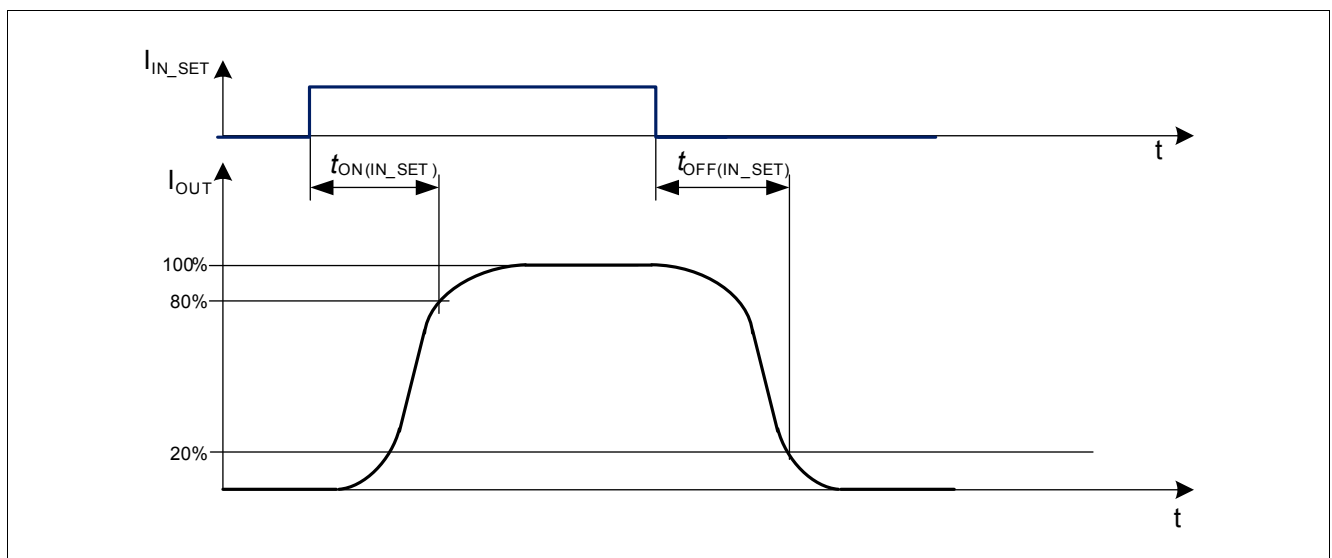 I_IN_SET
t
t_ON(IN_SET)
t_OFF(IN_SET)
I_OUT
100%
80%
20%
t